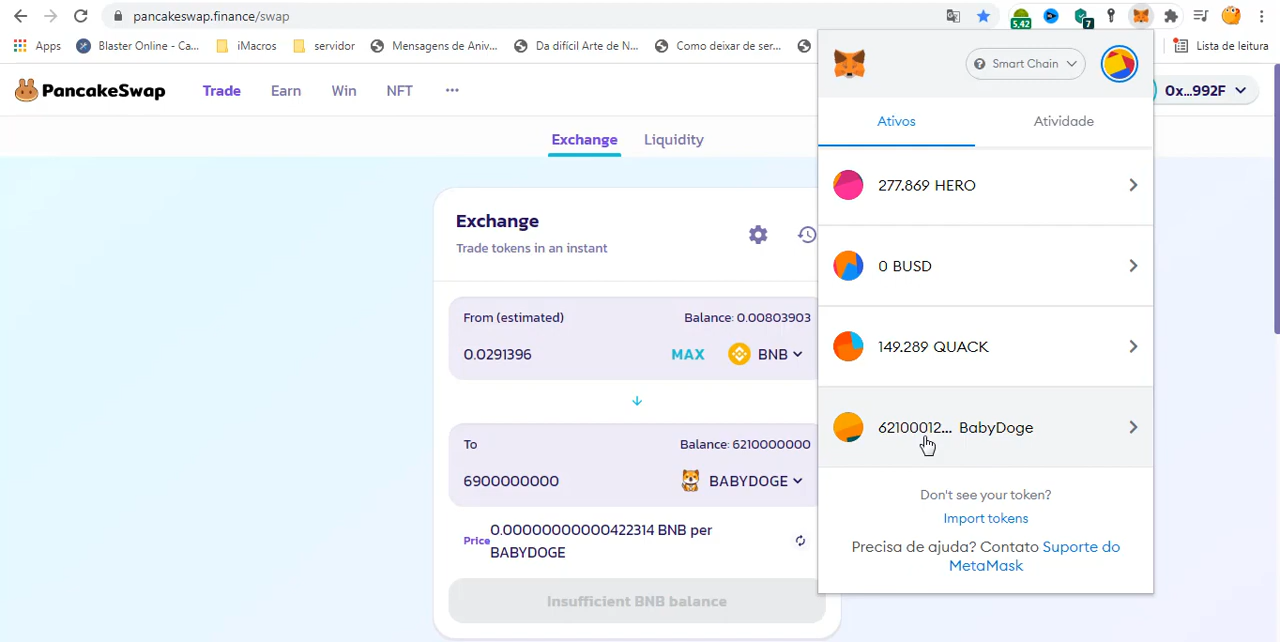 pancakeswap.finance/swap
5,42
7
Apps
Blaster Online - Ca...
iMacros
servidor
Mensagens de Aniv...
Da difícil Arte de N...
Como deixar de ser...
Lista de leitura
PancakeSwap
Trade
Earn
Win
NFT
0x...992F
Exchange
Liquidity
Exchange
Trade tokens in an instant
From (estimated)
Balance: 0.00803903
0.0291396
MAX
BNB
To
Balance: 6210000000
6900000000
BABYDOGE
Price
0.00000000000422314 BNB per
BABYDOGE
Insufficient BNB balance
Smart Chain
Ativos
Atividade
277.869 HERO
0 BUSD
149.289 QUACK
62100012... BabyDoge
Don't see your token?
Import tokens
Precisa de ajuda? Contato Suporte do
MetaMask